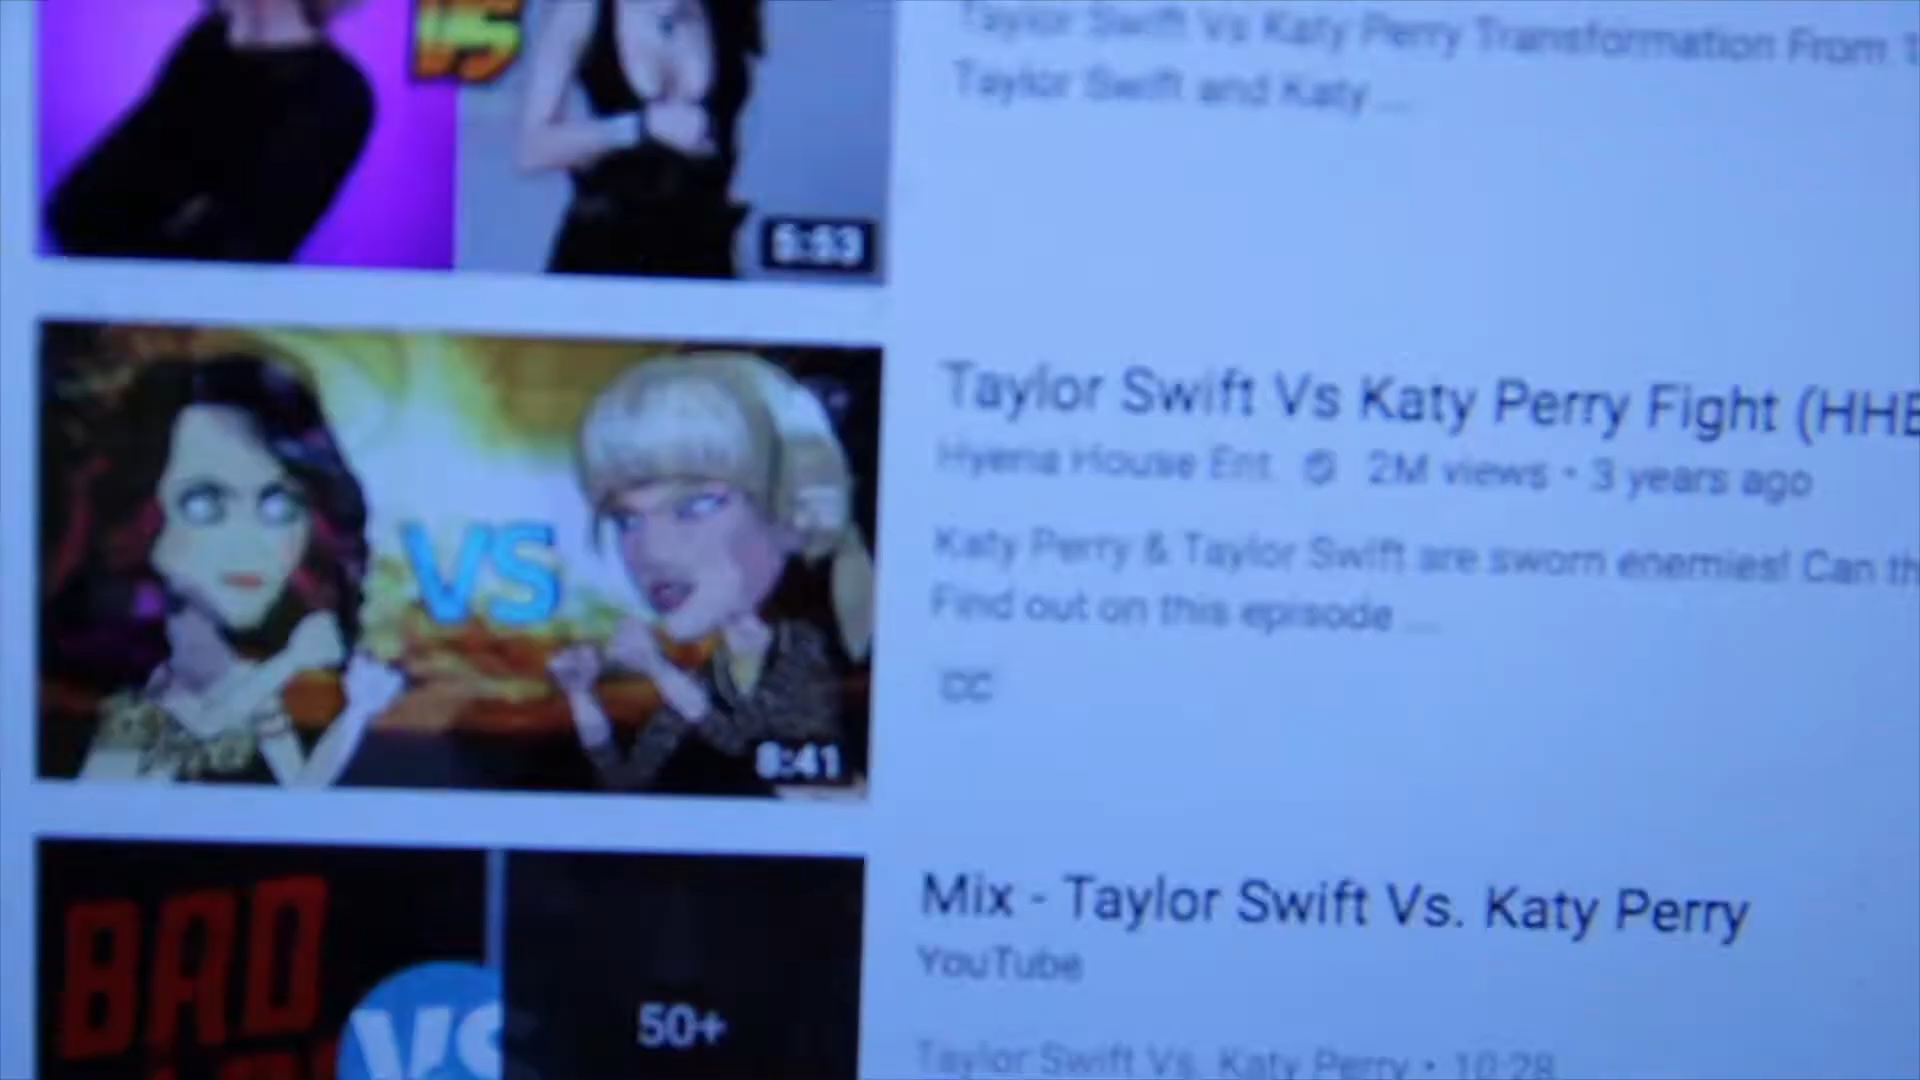 VS
Taylor Swift Vs Katy Perry Transformation From
Taylor Swift and Katy ...
5:53
Taylor Swift Vs Katy Perry Fight (HHE
Hyena House Ent. 2M views • 3 years ago
VS
Katy Perry & Taylor Swift are sworn enemies! Can th
Find out on this episode ...
CC
8:41
Mix - Taylor Swift Vs. Katy Perry
YouTube
BAD
VS
50+
Taylor Swift Vs. Katy Perry • 10:28